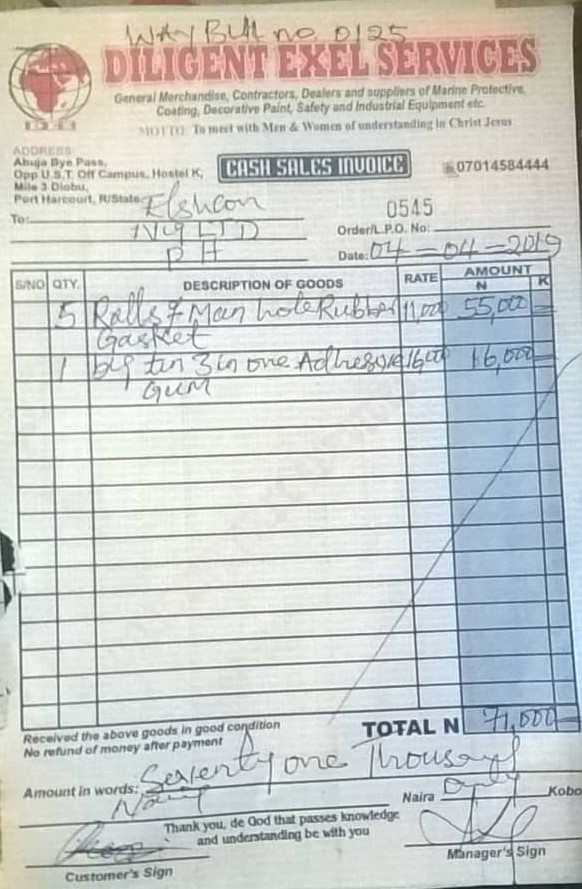 WAY BILL no 0125
DILIGENT EXEL SERVICES
General Merchandise, Contractors, Dealers and suppliers of Marine Protective,
Coating, Decorative Paint, Safety and Industrial Equipment etc.
MOTTO: To meet with Men & Women of understanding in Christ Jesus
ADDRESS:
Abuja Bye Pass,
Opp U.S.T. Off Campus, Hostel K,
Mile 3 Diobu,
Port Harcourt, R/State.
CASH SALES INVOICE
07014584444
To: Elshcon
Nig LTD
PH
0545
Order/L.P.O. No:
Date: 04-04-2019
S/NO QTY. DESCRIPTION OF GOODS RATE AMOUNT
N K
5 Rolls of Man hole Rubber 11,000 55,000 =
Gasket
1 big tin 3 in one Adhesive 16,000 16,000 =
Gum
Received the above goods in good condition
No refund of money after payment
TOTAL N 71,000 =
Amount in words: Seventy one Thousand
Naira Only
Naira Kobo
Thank you, de God that passes knowledge
and understanding be with you
Customer's Sign
Manager's Sign